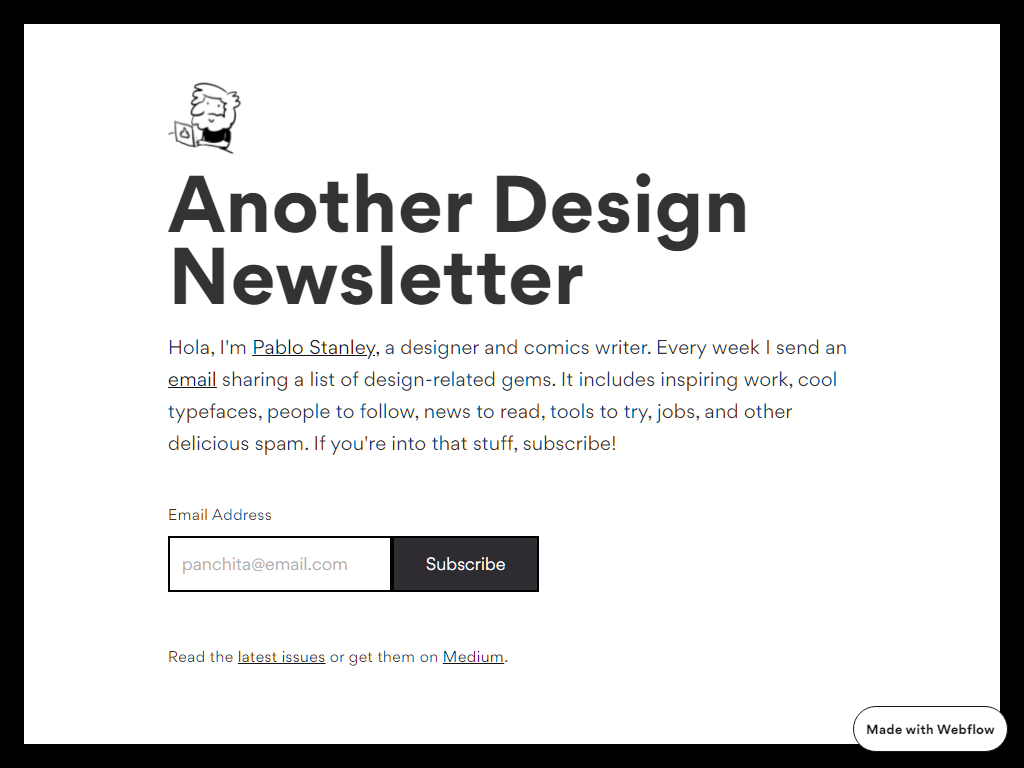 Another Design
Newsletter
Hola, I'm Pablo Stanley, a designer and comics writer. Every week I send an
email sharing a list of design-related gems. It includes inspiring work, cool
typefaces, people to follow, news to read, tools to try, jobs, and other
delicious spam. If you're into that stuff, subscribe!
Email Address
panchita@email.com
Subscribe
Read the latest issues or get them on Medium.
Made with Webflow